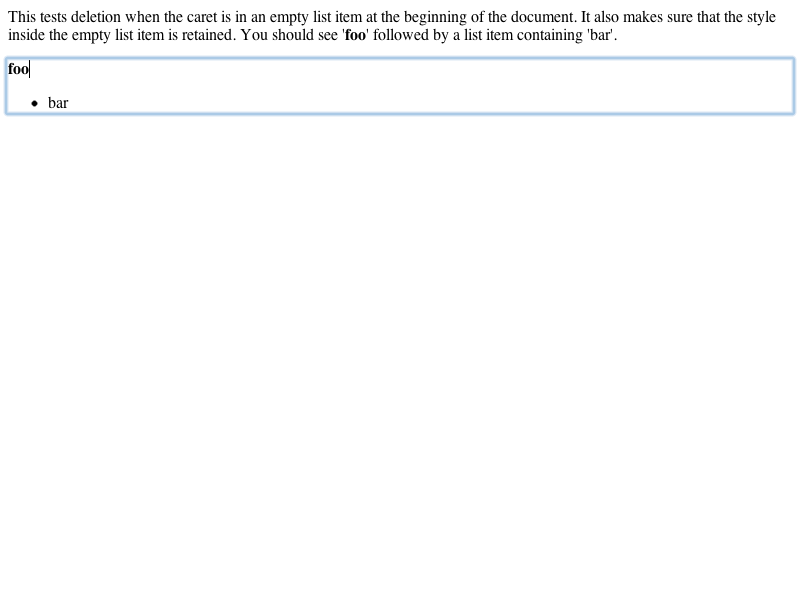 This tests deletion when the caret is in an empty list item at the beginning of the document. It also makes sure that the style
inside the empty list item is retained. You should see 'foo' followed by a list item containing 'bar'.
foo
• bar